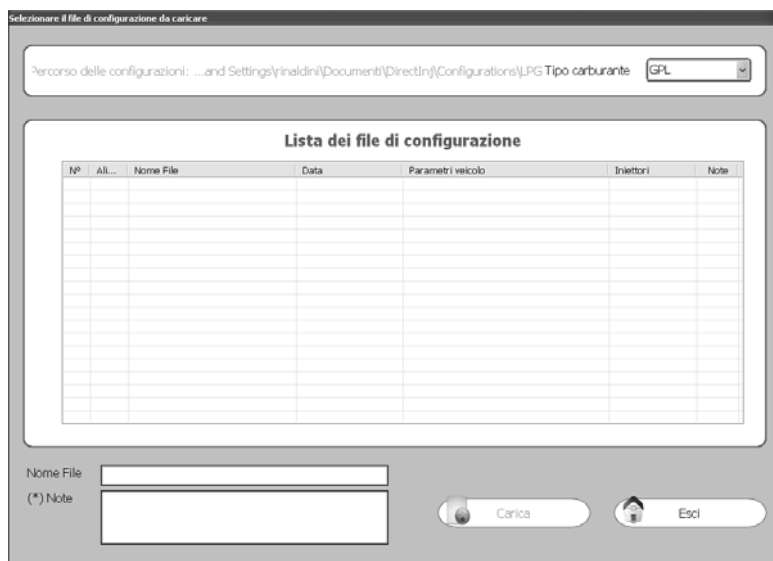 Selezionare il file di configurazione da caricare
Percorso delle configurazioni: ...and Settings\rinaldini\Documenti\DirectInj\Configurations\LPG Tipo carburante GPL
Lista dei file di configurazione
Nº Ali... Nome File Data Parametri veicolo Iniettori Note
Nome File
(*) Note
Carica Esci